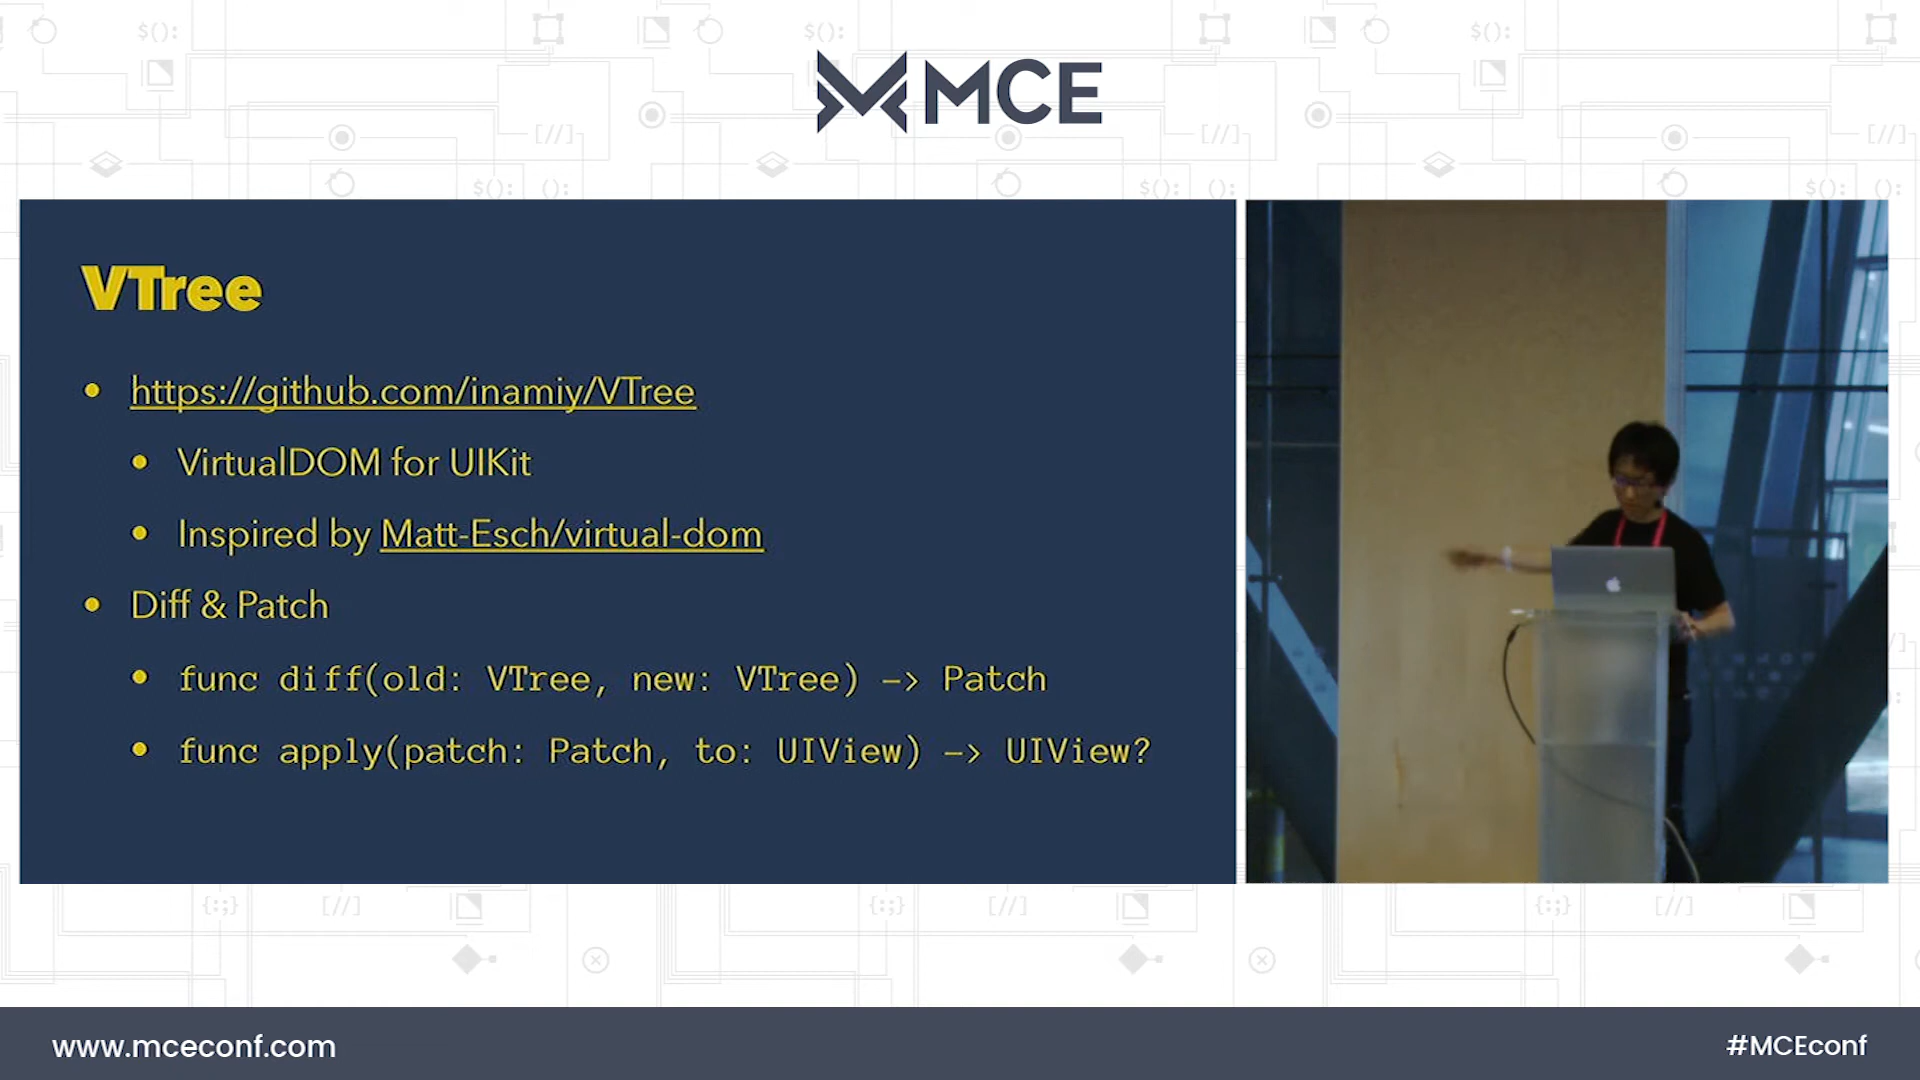 MCE
VTree
https://github.com/inamiy/VTree
VirtualDOM for UIKit
Inspired by Matt-Esch/virtual-dom
Diff & Patch
func diff(old: VTree, new: VTree) -> Patch
func apply(patch: Patch, to: UIView) -> UIView?
www.mceconf.com
#MCEconf